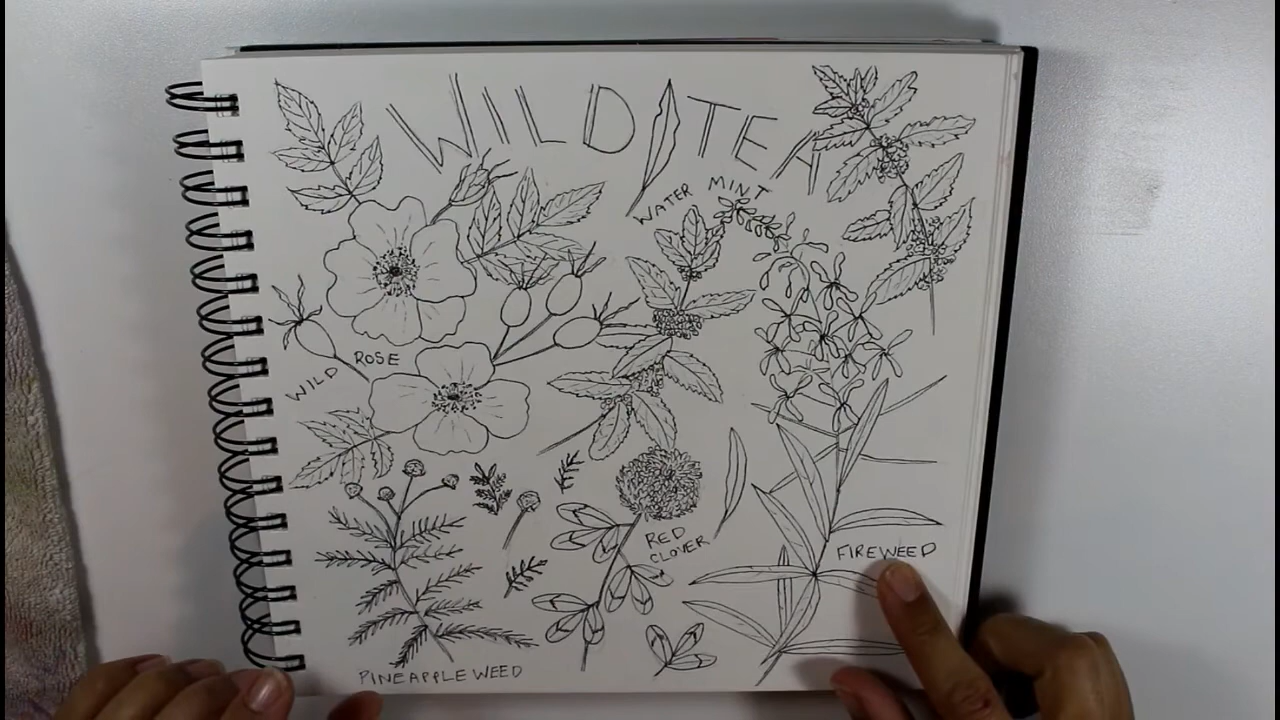 WILD TEA
WATER MINT
WILD ROSE
RED
CLOVER
FIREWEED
PINEAPPLE WEED